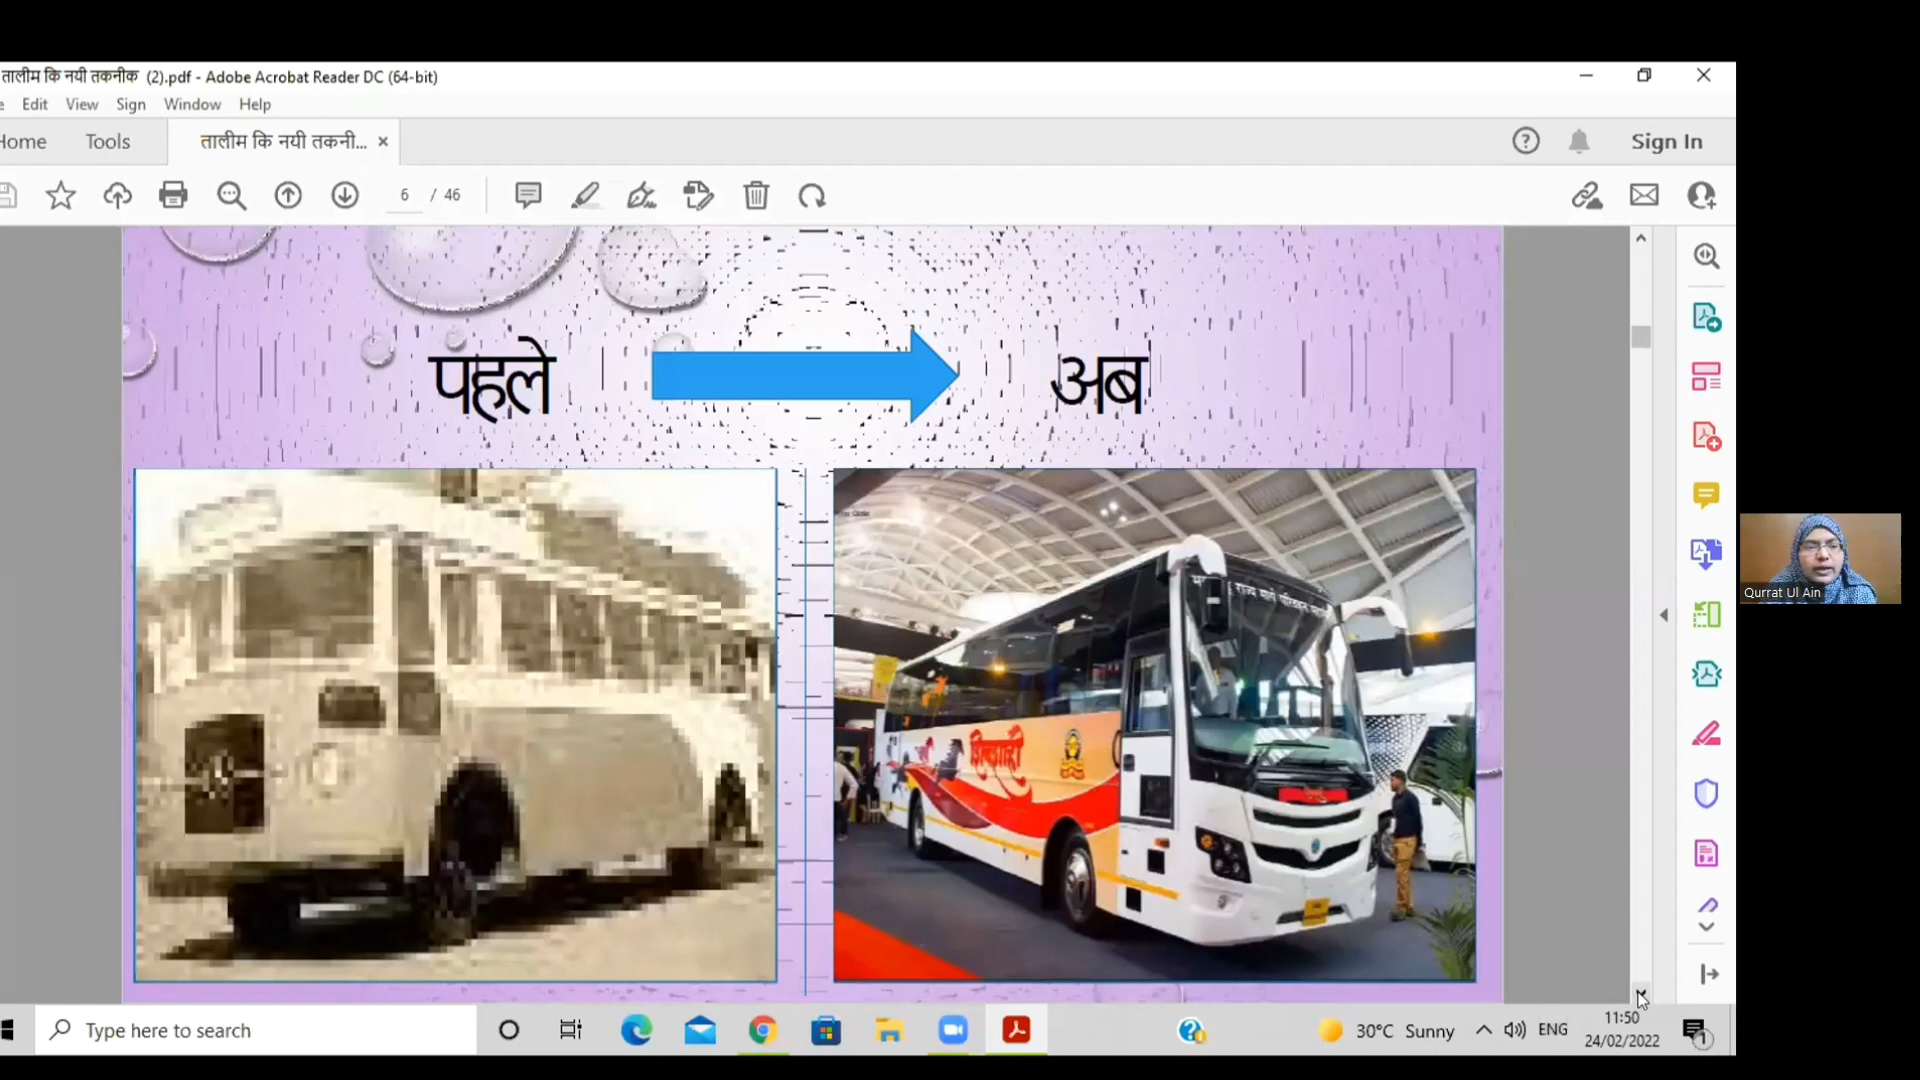 तालीम कि नयी तकनीक (2).pdf - Adobe Acrobat Reader DC (64-bit)
Edit View Sign Window Help
Home Tools तालीम कि नयी तकनी... × Sign In
6 / 46
पहले अब
शिवशाही
Qurrat Ul Ain
Type here to search
30°C Sunny ENG
11:50
24/02/2022
1